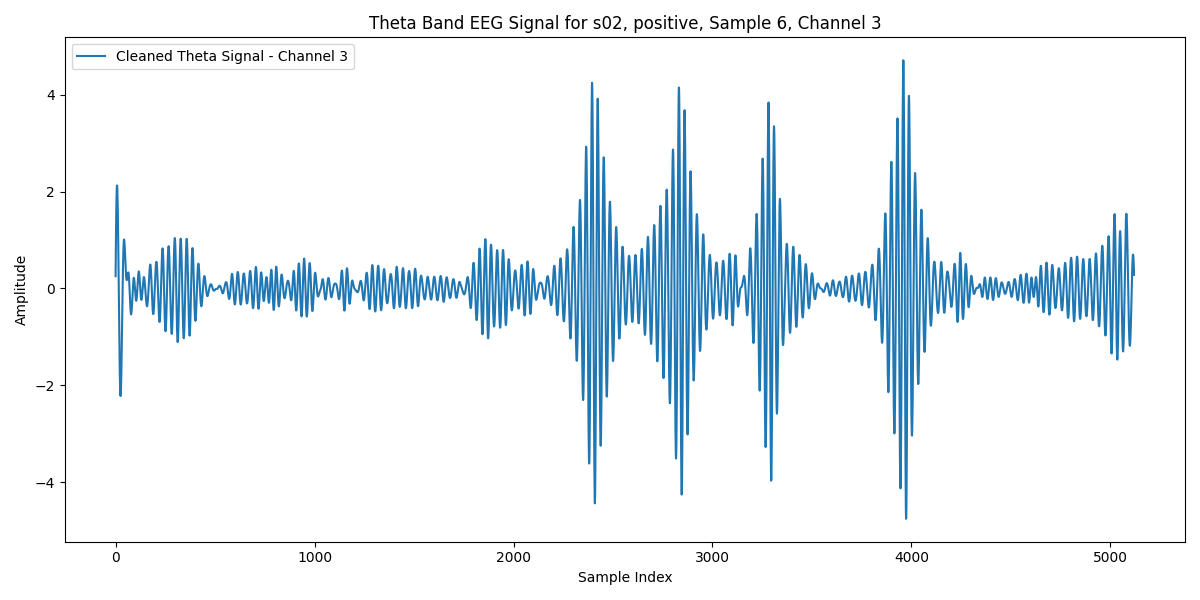 Theta Band EEG Signal for s02, positive, Sample 6, Channel 3
Cleaned Theta Signal - Channel 3
Amplitude
4
2
0
−2
−4
0 1000 2000 3000 4000 5000
Sample Index